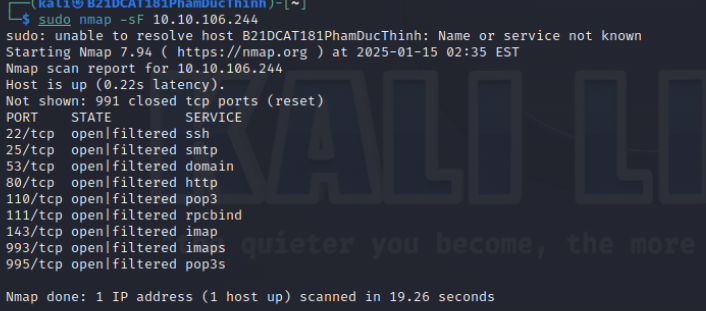 ┌──(kali㉿B21DCAT181PhamDucThinh)-[~]
└─$ sudo nmap -sF 10.10.106.244
sudo: unable to resolve host B21DCAT181PhamDucThinh: Name or service not known
Starting Nmap 7.94 ( https://nmap.org ) at 2025-01-15 02:35 EST
Nmap scan report for 10.10.106.244
Host is up (0.22s latency).
Not shown: 991 closed tcp ports (reset)
PORT    STATE         SERVICE
22/tcp  open|filtered ssh
25/tcp  open|filtered smtp
53/tcp  open|filtered domain
80/tcp  open|filtered http
110/tcp open|filtered pop3
111/tcp open|filtered rpcbind
143/tcp open|filtered imap
993/tcp open|filtered imaps
995/tcp open|filtered pop3s
Nmap done: 1 IP address (1 host up) scanned in 19.26 seconds
KALI LI
quieter you become, the more